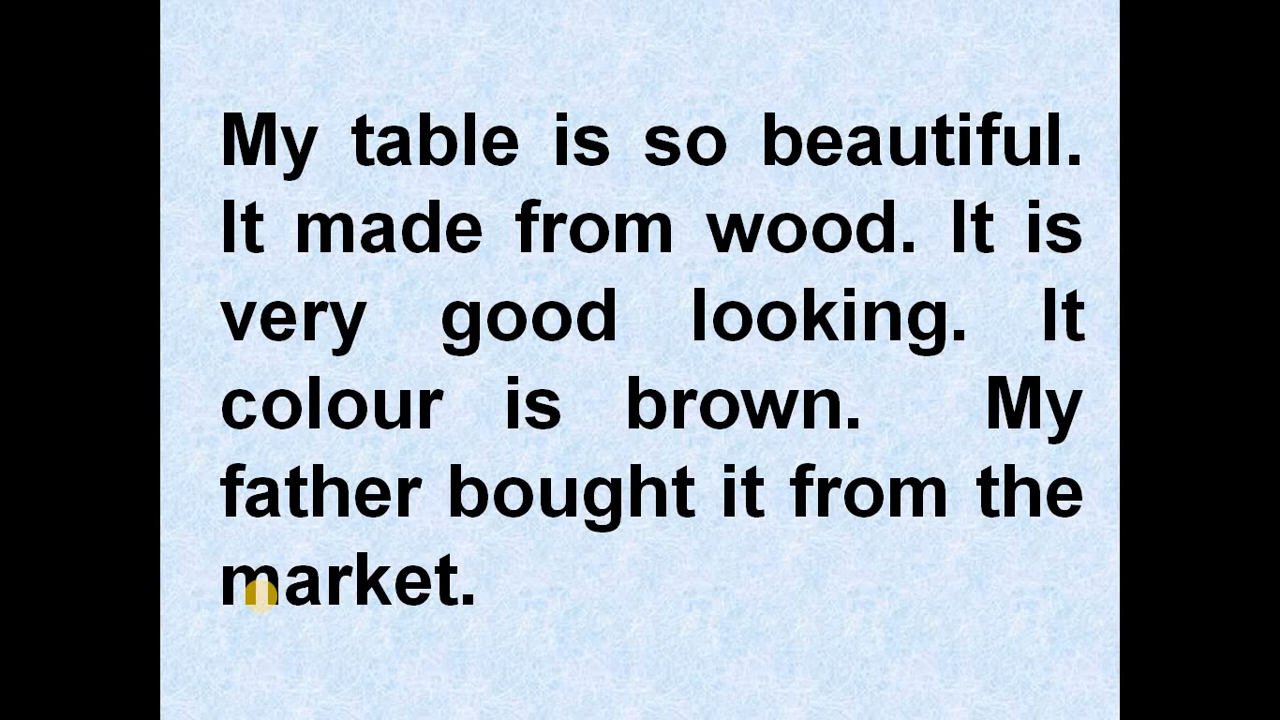 My table is so beautiful.
It made from wood. It is
very good looking. It
colour is brown. My
father bought it from the
market.